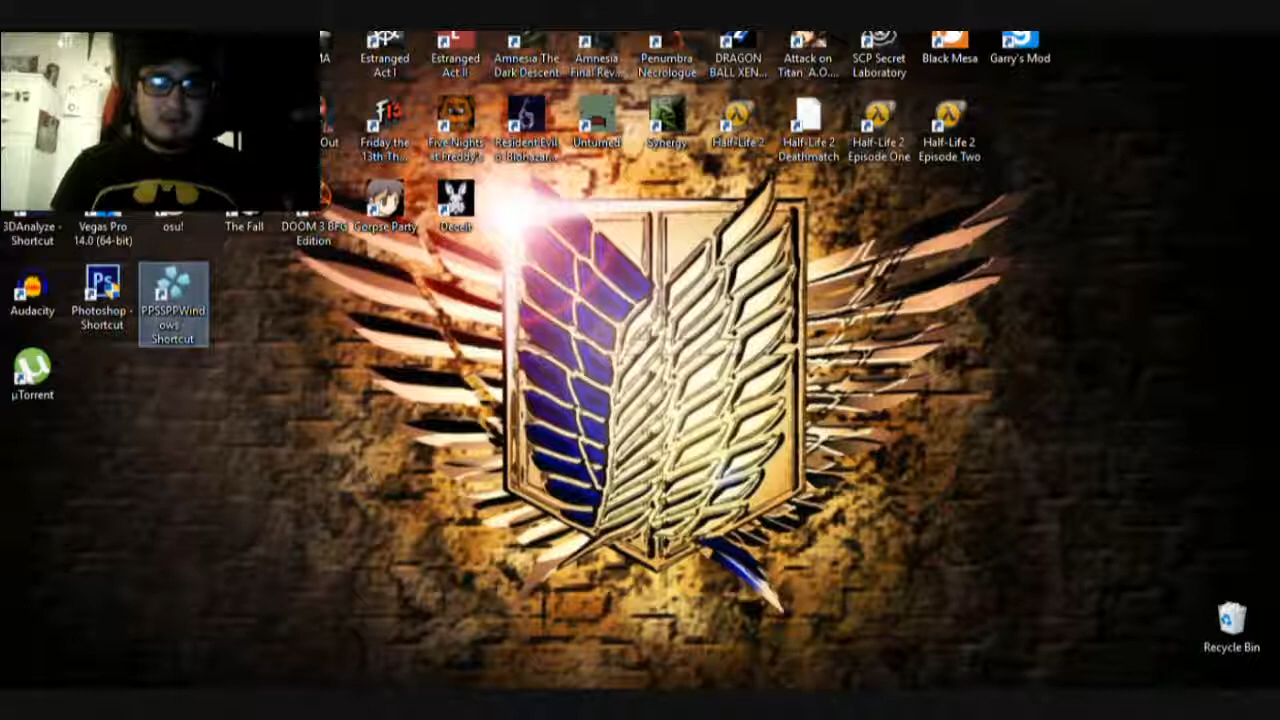 Estranged
Act I
Estranged
Act II
Amnesia The
Dark Descent
Amnesia
Final Rev...
Penumbra
Necrologue
DRAGON
BALL XEN...
Attack on
Titan A.O....
SCP Secret
Laboratory
Black Mesa
Garry's Mod
Out
Friday the
13th Th...
Five Nights
at Freddy's
Resident Evil
Unturned
Synergy
Half-Life 2
Half-Life 2
Deathmatch
Half-Life 2
Episode One
Half-Life 2
Episode Two
3DAnalyze -
Shortcut
Vegas Pro
14.0 (64-bit)
osu!
The Fall
DOOM 3 BFG
Edition
Corpse Party
Deceit
Audacity
Ps
Photoshop -
Shortcut
PPSSPPWind
ows -
Shortcut
µTorrent
Recycle Bin